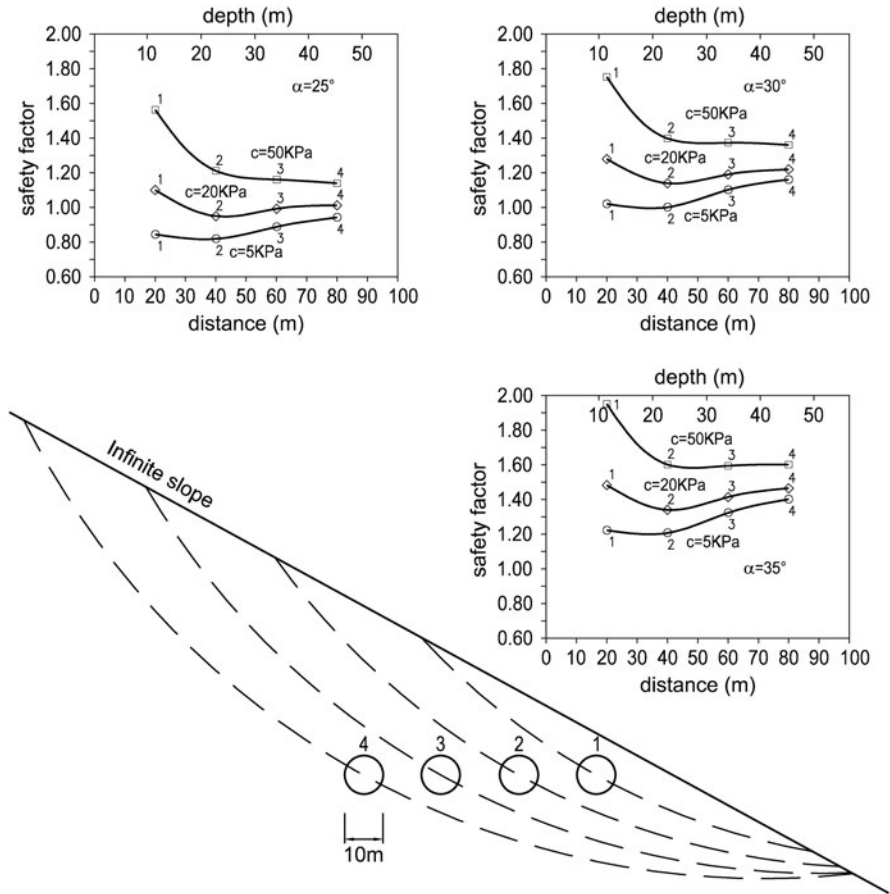 depth (m)
10 20 30 40 50
2.00
1.80
1.60
1.40
1.20
1.00
0.80
0.60
safety factor
α=25°
1
2
3
4
c=50KPa
1
2
3
4
c=20KPa
1
2
3
4
c=5KPa
0 10 20 30 40 50 60 70 80 90 100
distance (m)
depth (m)
10 20 30 40 50
2.00
1.80
1.60
1.40
1.20
1.00
0.80
0.60
safety factor
α=30°
1
2
3
4
c=50KPa
1
2
3
4
c=20KPa
1
2
3
4
c=5KPa
0 10 20 30 40 50 60 70 80 90 100
distance (m)
depth (m)
10 20 30 40 50
2.00
1.80
1.60
1.40
1.20
1.00
0.80
0.60
safety factor
1
2
3
4
c=50KPa
1
2
3
4
c=20KPa
1
2
3
4
c=5KPa
α=35°
0 10 20 30 40 50 60 70 80 90 100
distance (m)
Infinite slope
4 3 2 1
10m